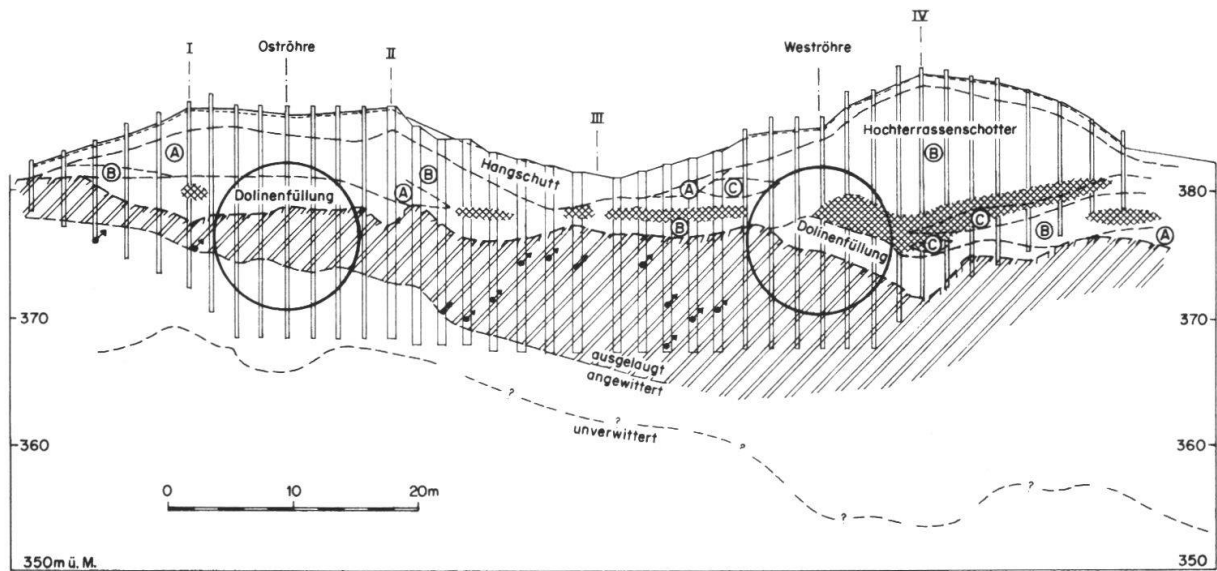 I
Oströhre
II
III
Weströhre
IV
Hochterrassenschotter
A
B
B
Hangschutt
A
C
B
Dolinenfüllung
A
380
380
B
Dolinenfüllung
C
C
B
A
370
370
ausgelaugt
angewittert
360
unverwittert
360
?
?
?
?
?
?
0
10
20m
350m ü. M.